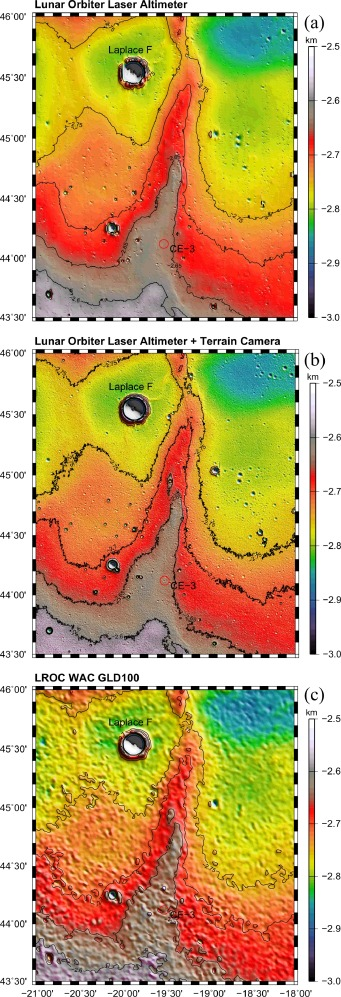 Lunar Orbiter Laser Altimeter
(a)
46°00'
45°30'
45°00'
44°30'
44°00'
43°30'
Laplace F
CE-3
km
−2.5
−2.6
−2.7
−2.8
−2.9
−3.0
Lunar Orbiter Laser Altimeter + Terrain Camera
(b)
46°00'
45°30'
45°00'
44°30'
44°00'
43°30'
Laplace F
CE-3
km
−2.5
−2.6
−2.7
−2.8
−2.9
−3.0
LROC WAC GLD100
(c)
46°00'
45°30'
45°00'
44°30'
44°00'
43°30'
Laplace F
CE-3
km
−2.5
−2.6
−2.7
−2.8
−2.9
−3.0
−21°00'
−20°30'
−20°00'
−19°30'
−19°00'
−18°30'
−18°00'